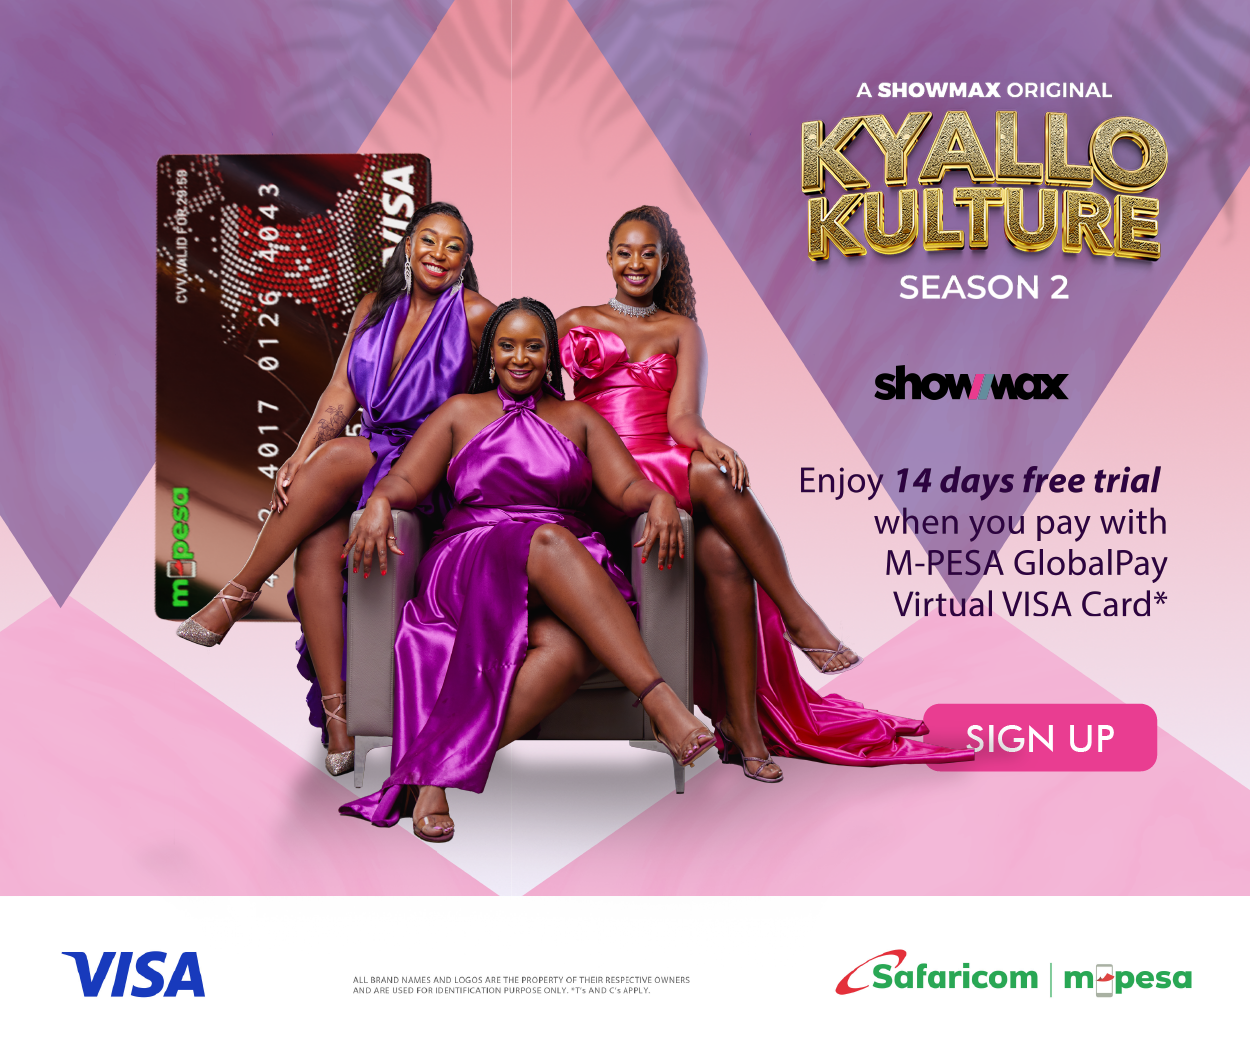 A SHOWMAX ORIGINAL
KYALLO
KULTURE
SEASON 2
showmax
Enjoy 14 days free trial
when you pay with
M-PESA GlobalPay
Virtual VISA Card*
SIGN UP
VISA
CVV,VALID FOR 29:59
4017 0126 4043
m-pesa
VISA
ALL BRAND NAMES AND LOGOS ARE THE PROPERTY OF THEIR RESPECTIVE OWNERS
AND ARE USED FOR IDENTIFICATION PURPOSE ONLY. *T's AND C's APPLY.
Safaricom | m-pesa